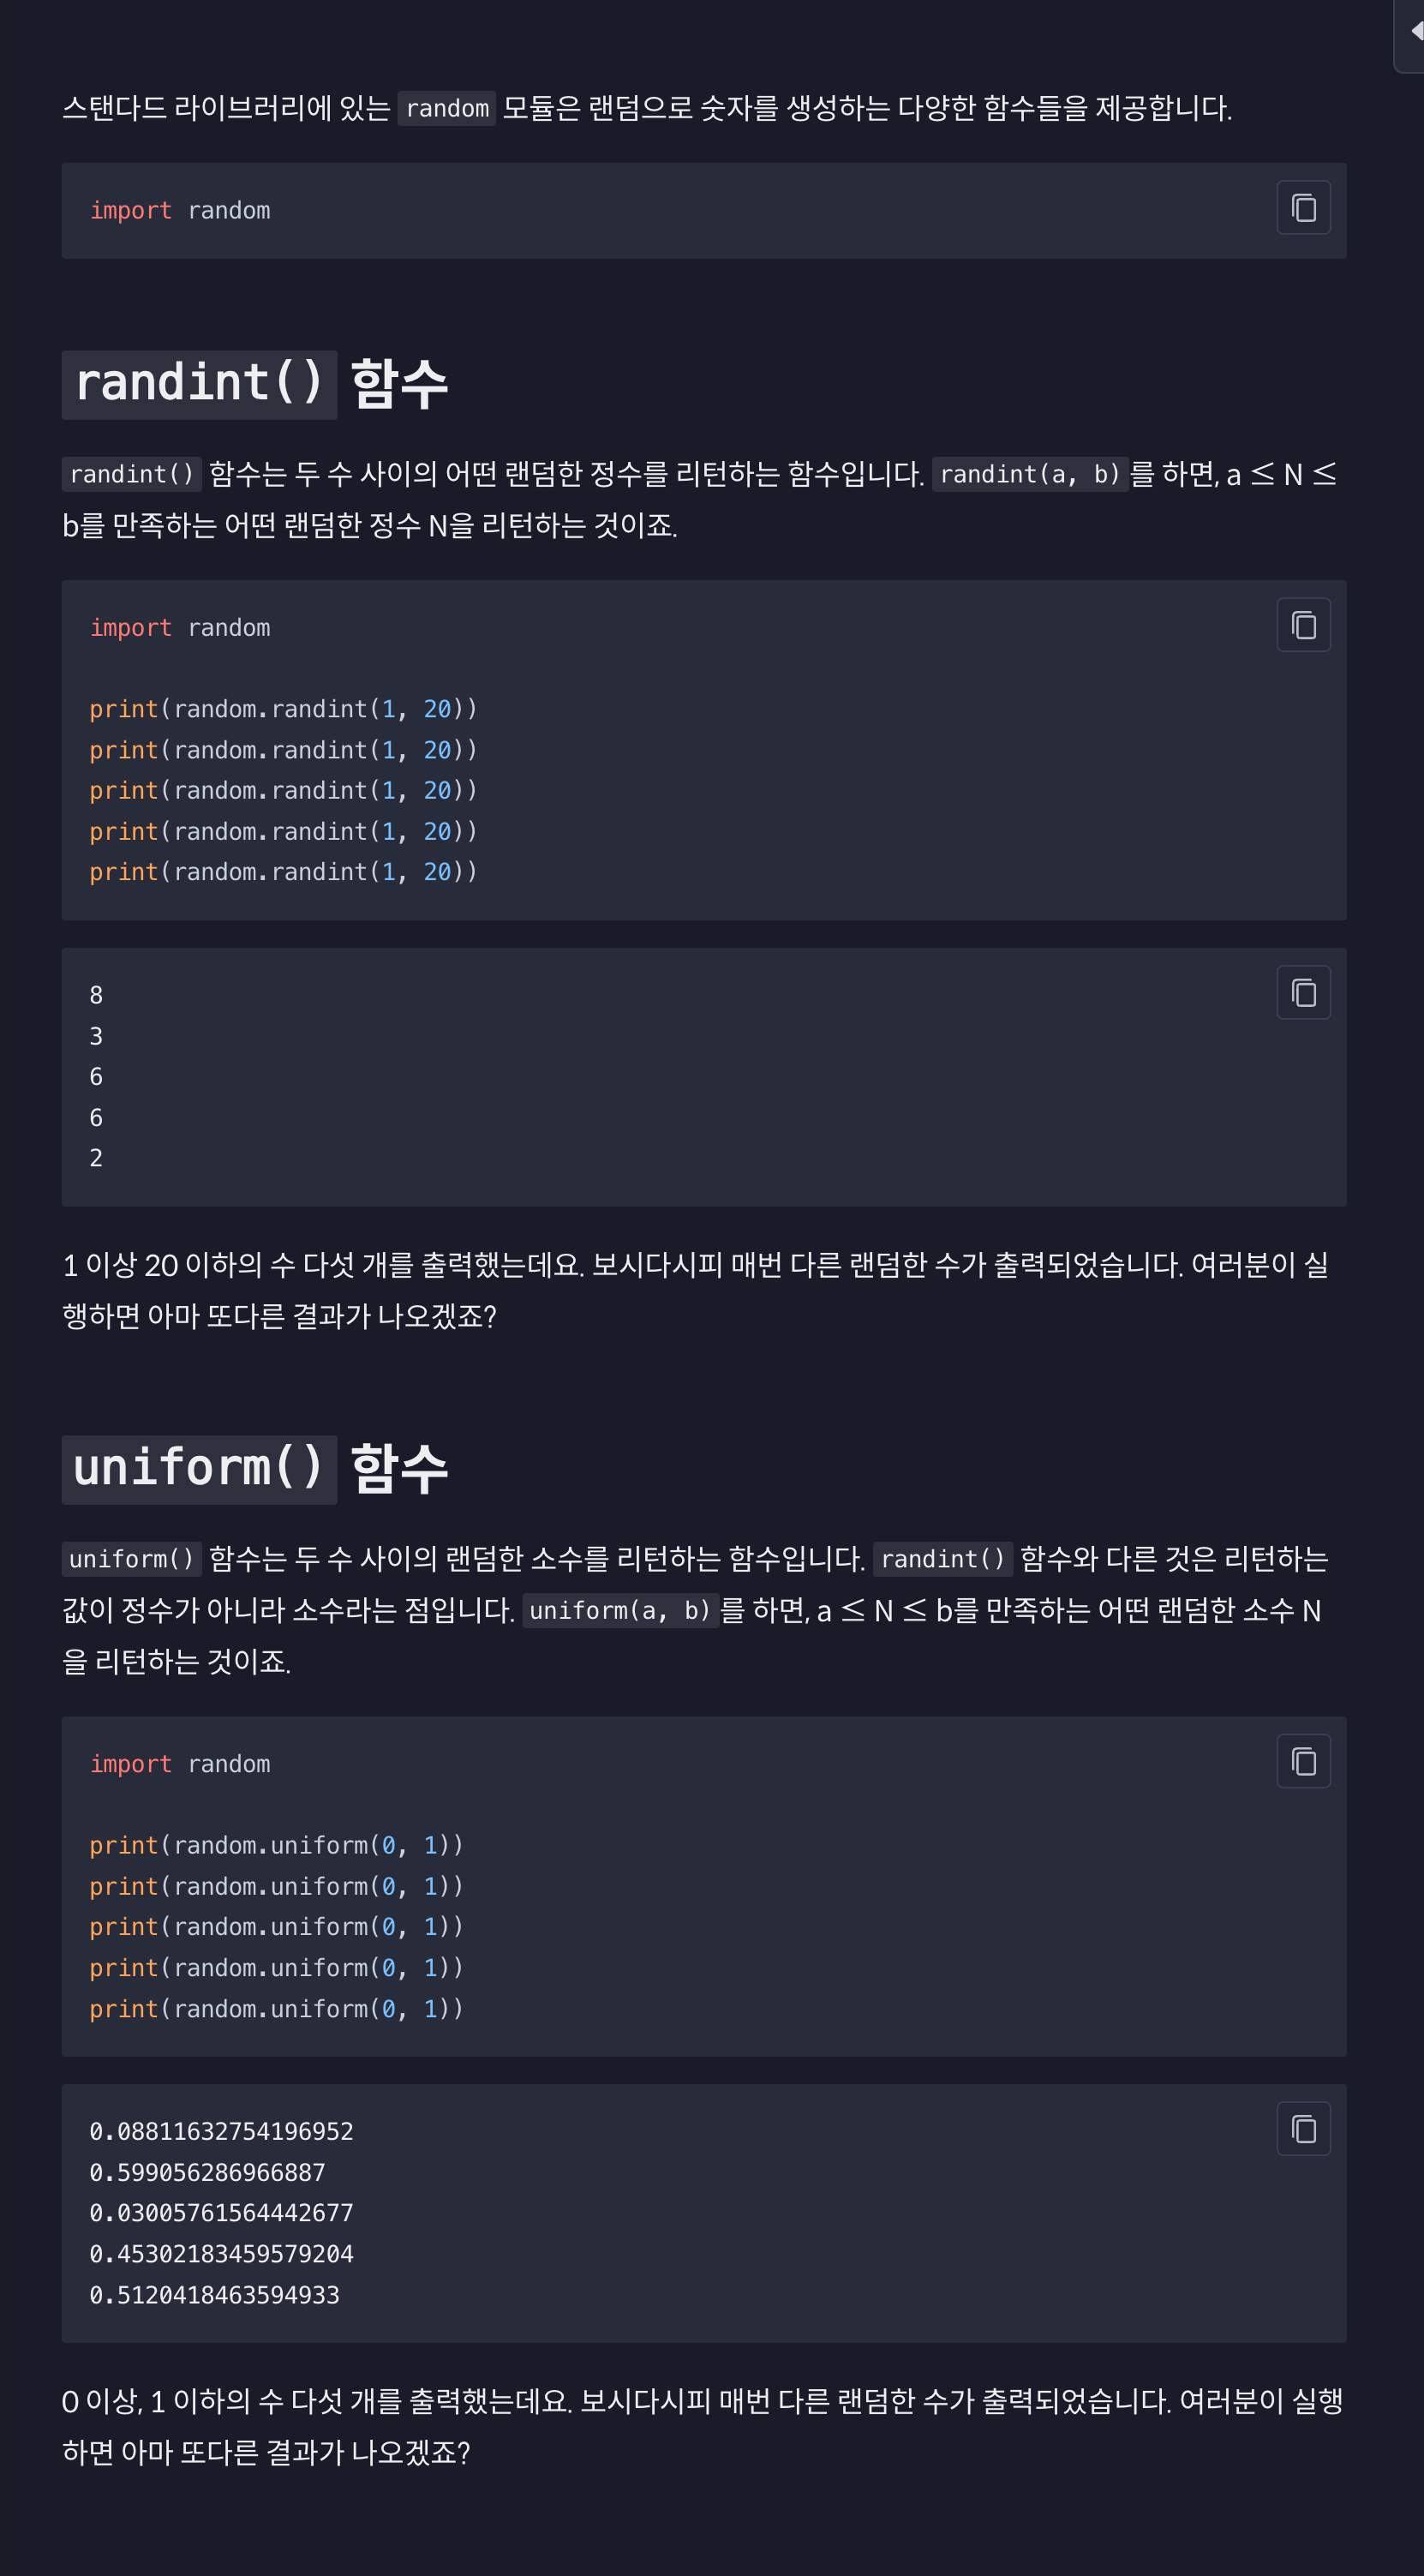 스탠다드 라이브러리에 있는 random 모듈은 랜덤으로 숫자를 생성하는 다양한 함수들을 제공합니다.
import random
randint() 함수
randint() 함수는 두 수 사이의 어떤 랜덤한 정수를 리턴하는 함수입니다. randint(a, b)를 하면, a ≤ N ≤
b를 만족하는 어떤 랜덤한 정수 N을 리턴하는 것이죠.
import random
print(random.randint(1, 20))
print(random.randint(1, 20))
print(random.randint(1, 20))
print(random.randint(1, 20))
print(random.randint(1, 20))
8
3
6
6
2
1 이상 20 이하의 수 다섯 개를 출력했는데요. 보시다시피 매번 다른 랜덤한 수가 출력되었습니다. 여러분이 실
행하면 아마 또다른 결과가 나오겠죠?
uniform() 함수
uniform() 함수는 두 수 사이의 랜덤한 소수를 리턴하는 함수입니다. randint() 함수와 다른 것은 리턴하는
값이 정수가 아니라 소수라는 점입니다. uniform(a, b)를 하면, a ≤ N ≤ b를 만족하는 어떤 랜덤한 소수 N
을 리턴하는 것이죠.
import random
print(random.uniform(0, 1))
print(random.uniform(0, 1))
print(random.uniform(0, 1))
print(random.uniform(0, 1))
print(random.uniform(0, 1))
0.08811632754196952
0.599056286966887
0.03005761564442677
0.45302183459579204
0.5120418463594933
0 이상, 1 이하의 수 다섯 개를 출력했는데요. 보시다시피 매번 다른 랜덤한 수가 출력되었습니다. 여러분이 실행
하면 아마 또다른 결과가 나오겠죠?